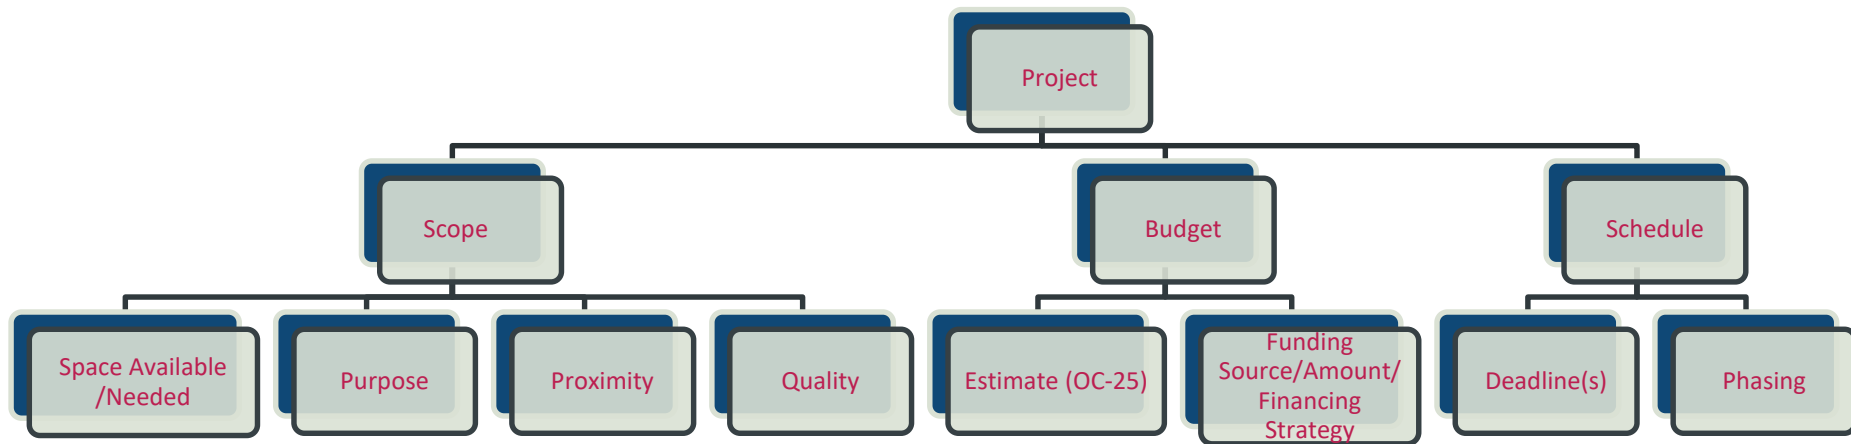 Project
Scope
Budget
Schedule
Space Available
/Needed
Purpose
Proximity
Quality
Estimate (OC-25)
Funding
Source/Amount/
Financing
Strategy
Deadline(s)
Phasing